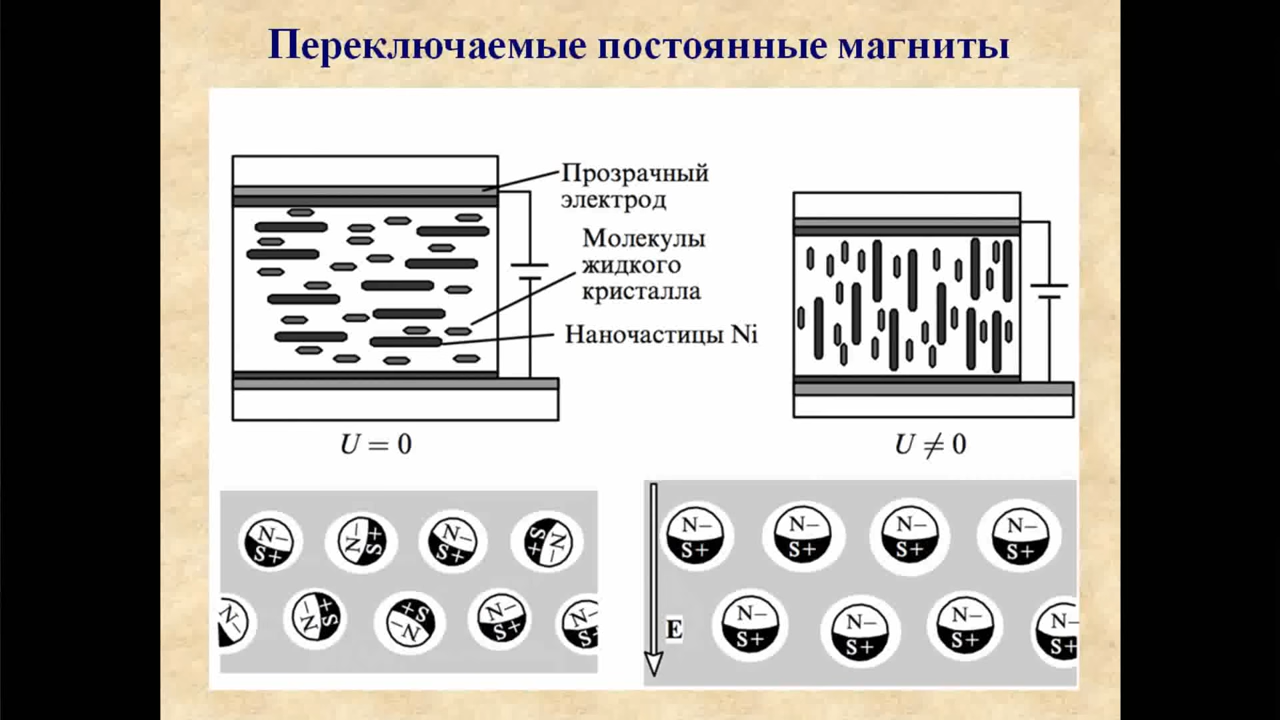 Переключаемые постоянные магниты
Прозрачный
электрод
Молекулы
жидкого
кристалла
Наночастицы Ni
U = 0
U ≠ 0
N– N– N– N–
S+ S+ S+ S+
N N– N– N– N–
S+ S+ S+ S+
N– N– N– N–
S+ S+ S+ S+
E
N– N– N– N–
S+ S+ S+ S+